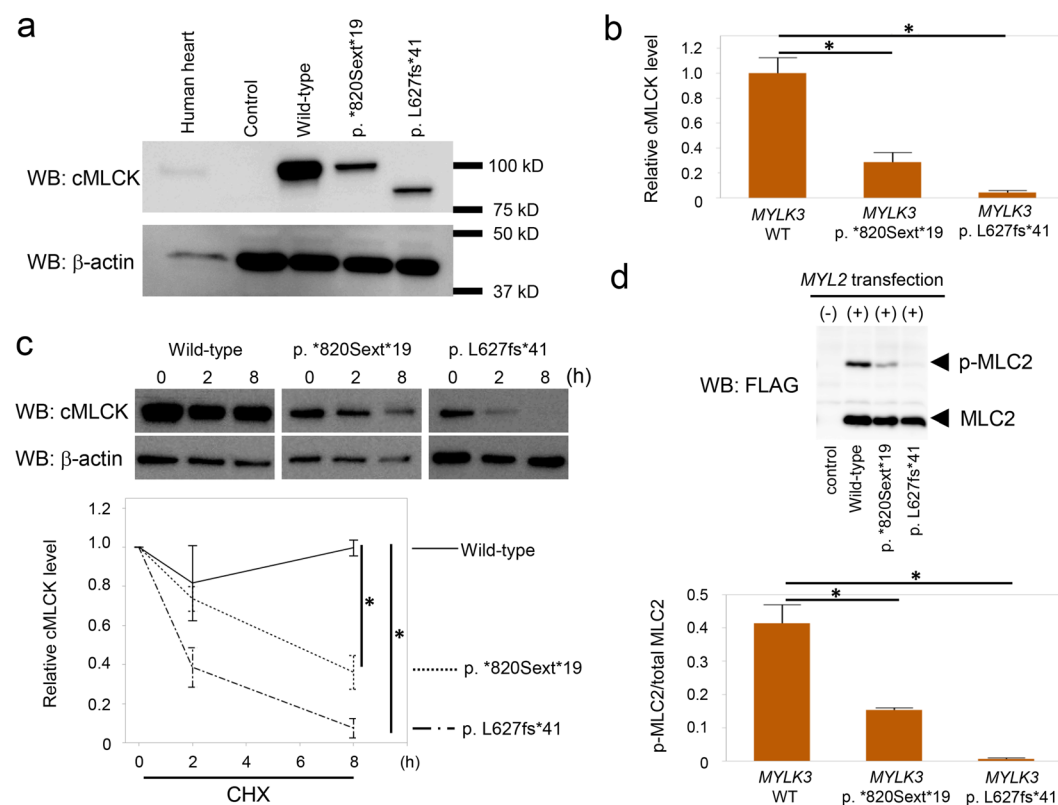 a
Human heart
Control
Wild-type
p. *820Sext*19
p. L627fs*41
WB: cMLCK
100 kD
75 kD
WB: β-actin
50 kD
37 kD
b
Relative cMLCK level
1.2
1.0
0.8
0.6
0.4
0.2
0
*
*
MYLK3
WT
MYLK3
p. *820Sext*19
MYLK3
p. L627fs*41
c
Wild-type
p. *820Sext*19
p. L627fs*41
0 2 8 0 2 8 0 2 8 (h)
WB: cMLCK
WB: β-actin
Relative cMLCK level
1.2
1.0
0.8
0.6
0.4
0.2
0
0 2 4 6 8 (h)
CHX
Wild-type
*
*
p. *820Sext*19
p. L627fs*41
d
MYL2 transfection
(-) (+) (+) (+)
WB: FLAG
p-MLC2
MLC2
control
Wild-type
p. *820Sext*19
p. L627fs*41
p-MLC2/total MLC2
0.5
0.4
0.3
0.2
0.1
0
*
*
MYLK3
WT
MYLK3
p. *820Sext*19
MYLK3
p. L627fs*41